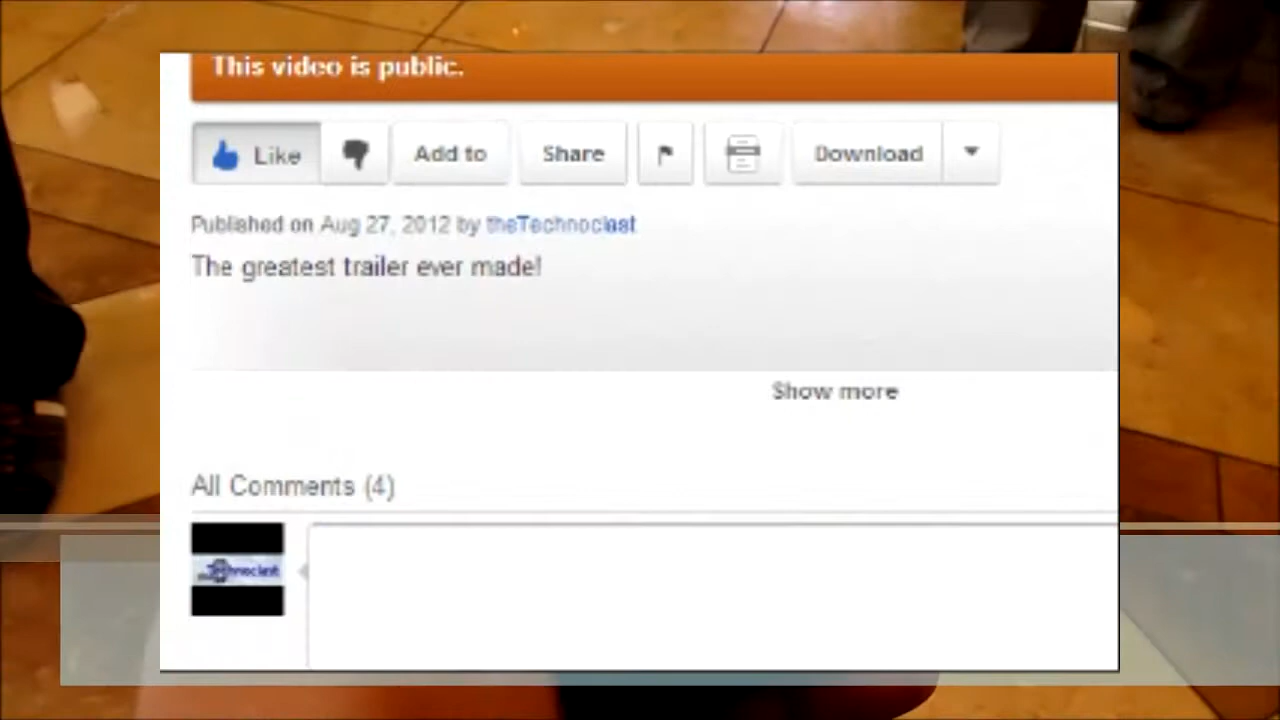 This video is public.
Like
Add to
Share
Download
Published on Aug 27, 2012 by theTechnoclast
The greatest trailer ever made!
Show more
All Comments (4)
Technoclast